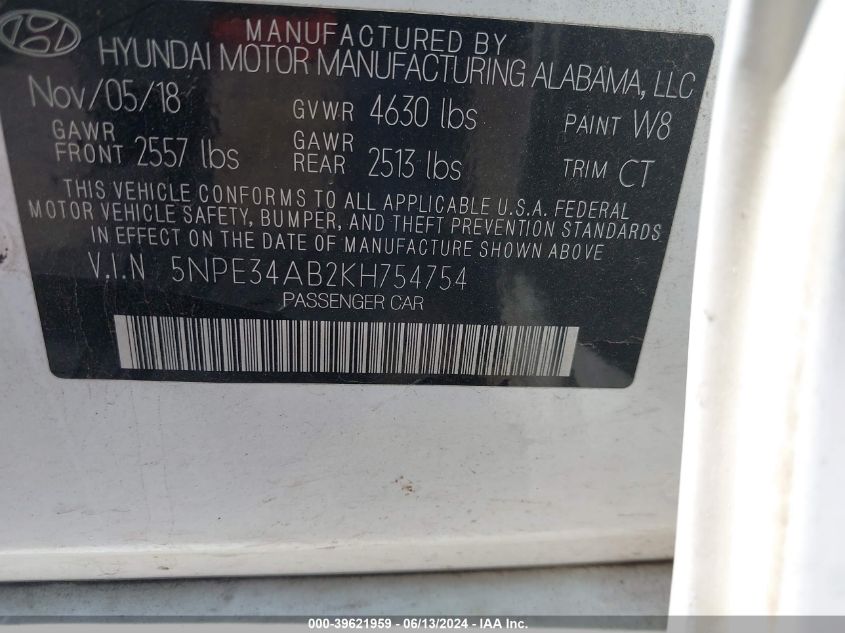 MANUFACTURED BY
HYUNDAI MOTOR MANUFACTURING ALABAMA, LLC
Nov/05/18 GVWR 4630 lbs PAINT W8
GAWR FRONT 2557 lbs GAWR REAR 2513 lbs TRIM CT
THIS VEHICLE CONFORMS TO ALL APPLICABLE U.S.A. FEDERAL
MOTOR VEHICLE SAFETY, BUMPER, AND THEFT PREVENTION STANDARDS
IN EFFECT ON THE DATE OF MANUFACTURE SHOWN ABOVE
V.I.N 5NPE34AB2KH754754
PASSENGER CAR
000-39621959 - 06/13/2024 - IAA Inc.